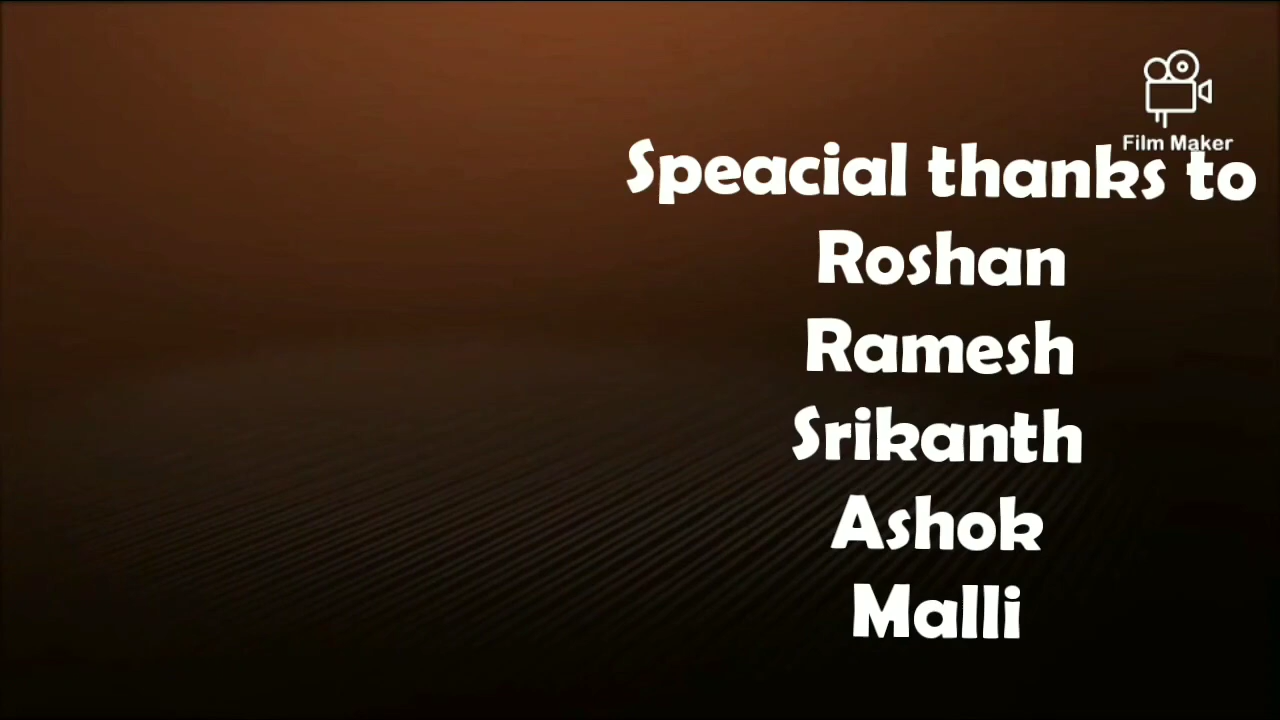 Film Maker
Speacial thanks to
Roshan
Ramesh
Srikanth
Ashok
Malli